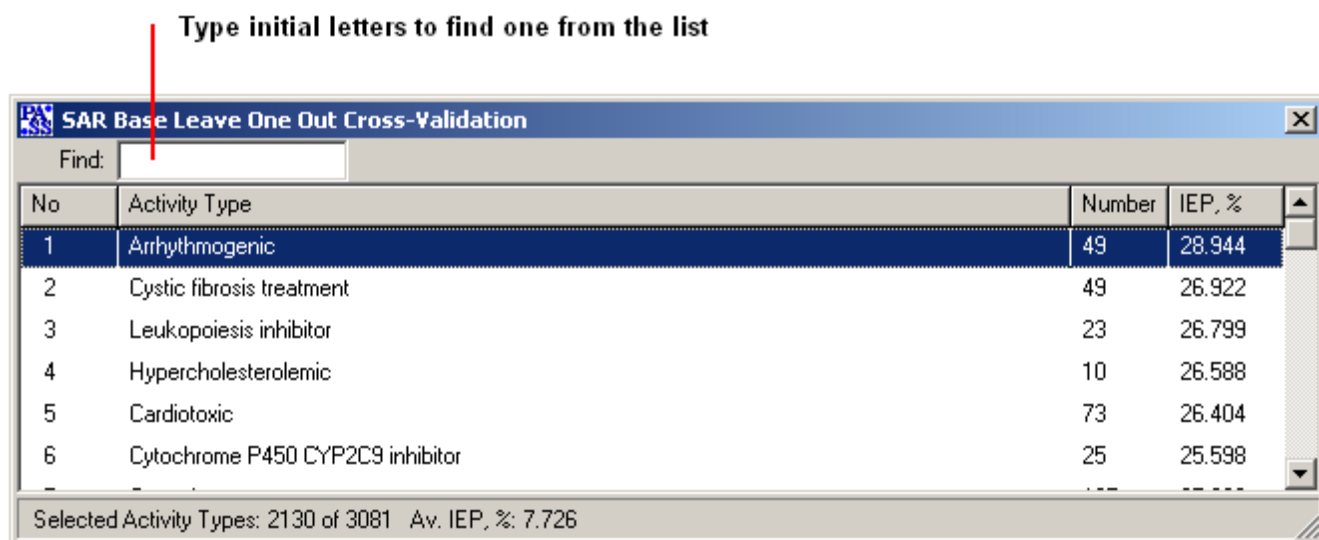 Type initial letters to find one from the list
PASS SAR Base Leave One Out Cross-Validation
Find:
No Activity Type Number IEP, %
1 Arrhythmogenic 49 28.944
2 Cystic fibrosis treatment 49 26.922
3 Leukopoiesis inhibitor 23 26.799
4 Hypercholesterolemic 10 26.588
5 Cardiotoxic 73 26.404
6 Cytochrome P450 CYP2C9 inhibitor 25 25.598
Selected Activity Types: 2130 of 3081 Av. IEP, %: 7.726